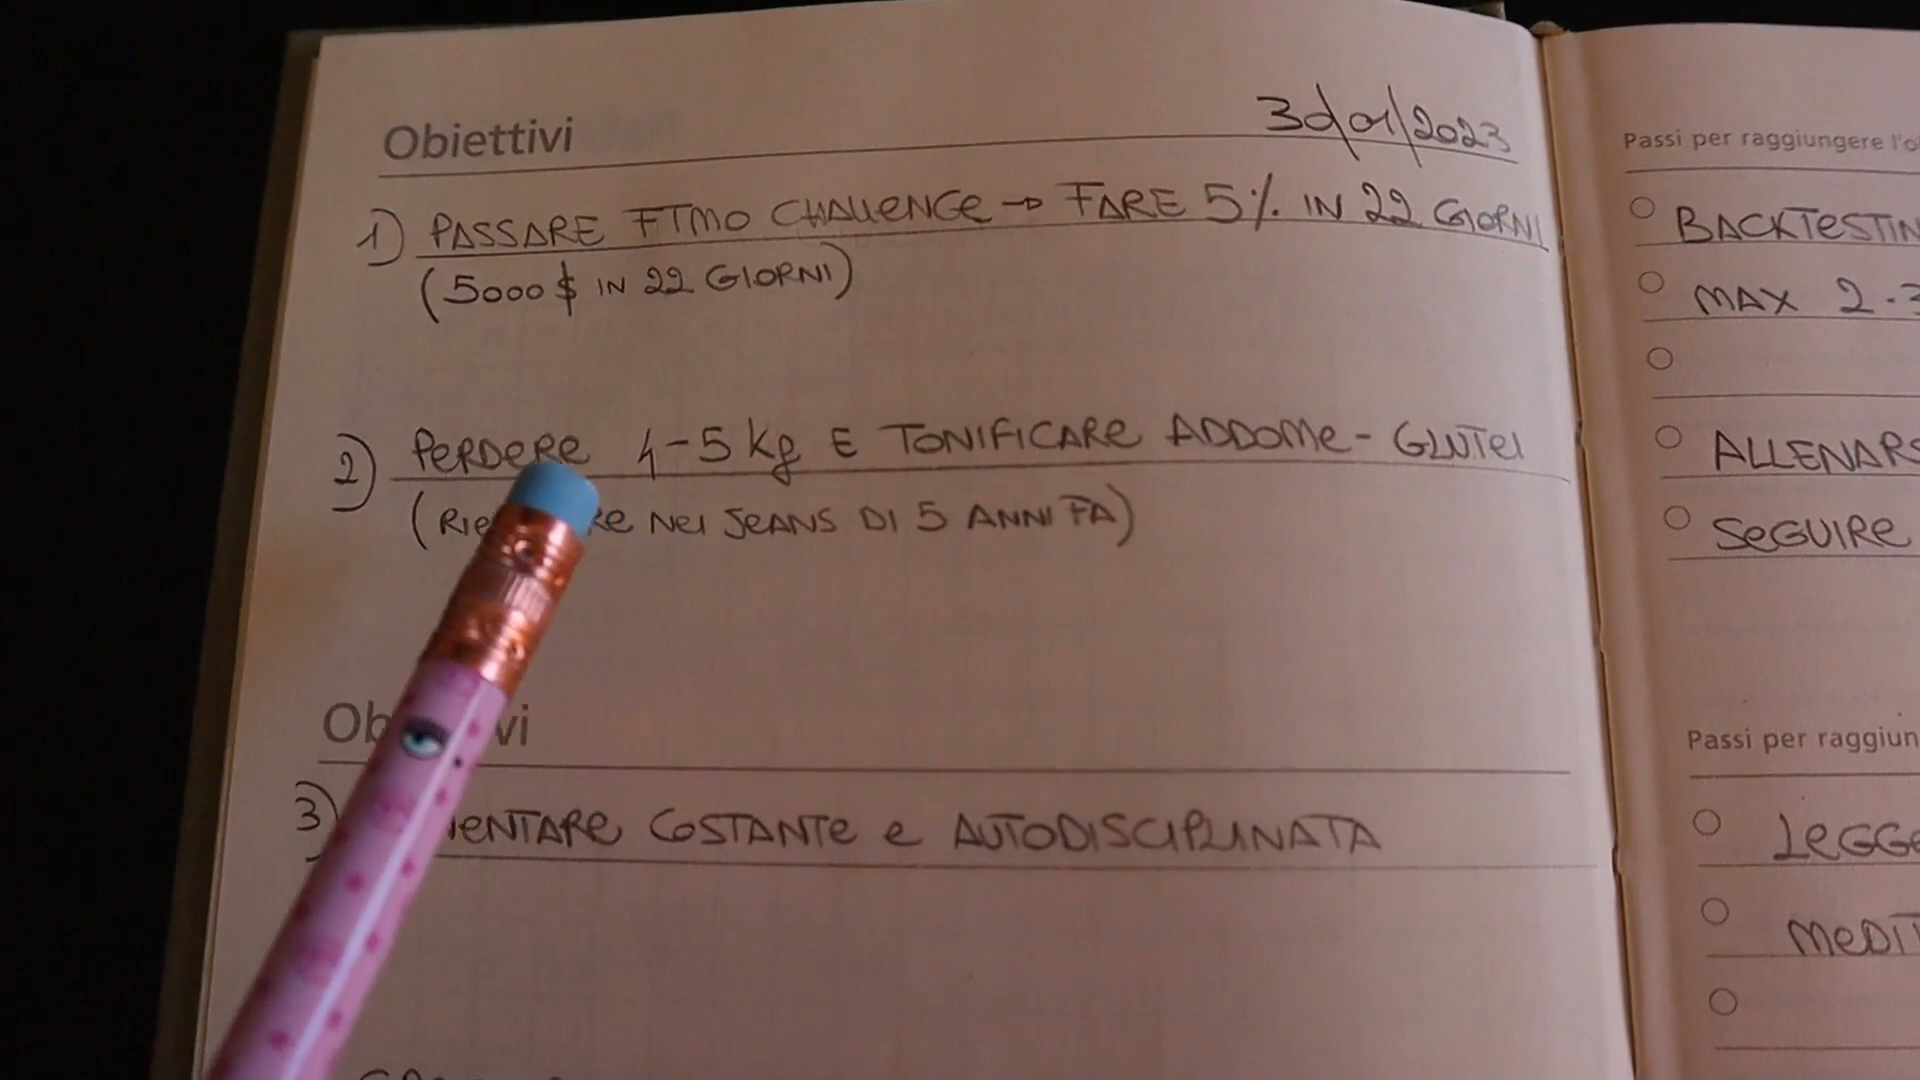 Obiettivi
30/01/2023
1) PASSARE FTMO CHALLENGE → FARE 5% IN 22 GIORNI
(5000$ IN 22 GIORNI)
2) PERDERE 4-5 kg E TONIFICARE ADDOME - GLUTEI
NEI JEANS DI 5 ANNI FA)
3) COSTANTE e AUTODISCIPLINATA
Passi per raggiungere
BACKTESTIN
MAX 2-3
ALLENARS
SEGUIRE
Passi per raggiun
LEGGE
MEDIT